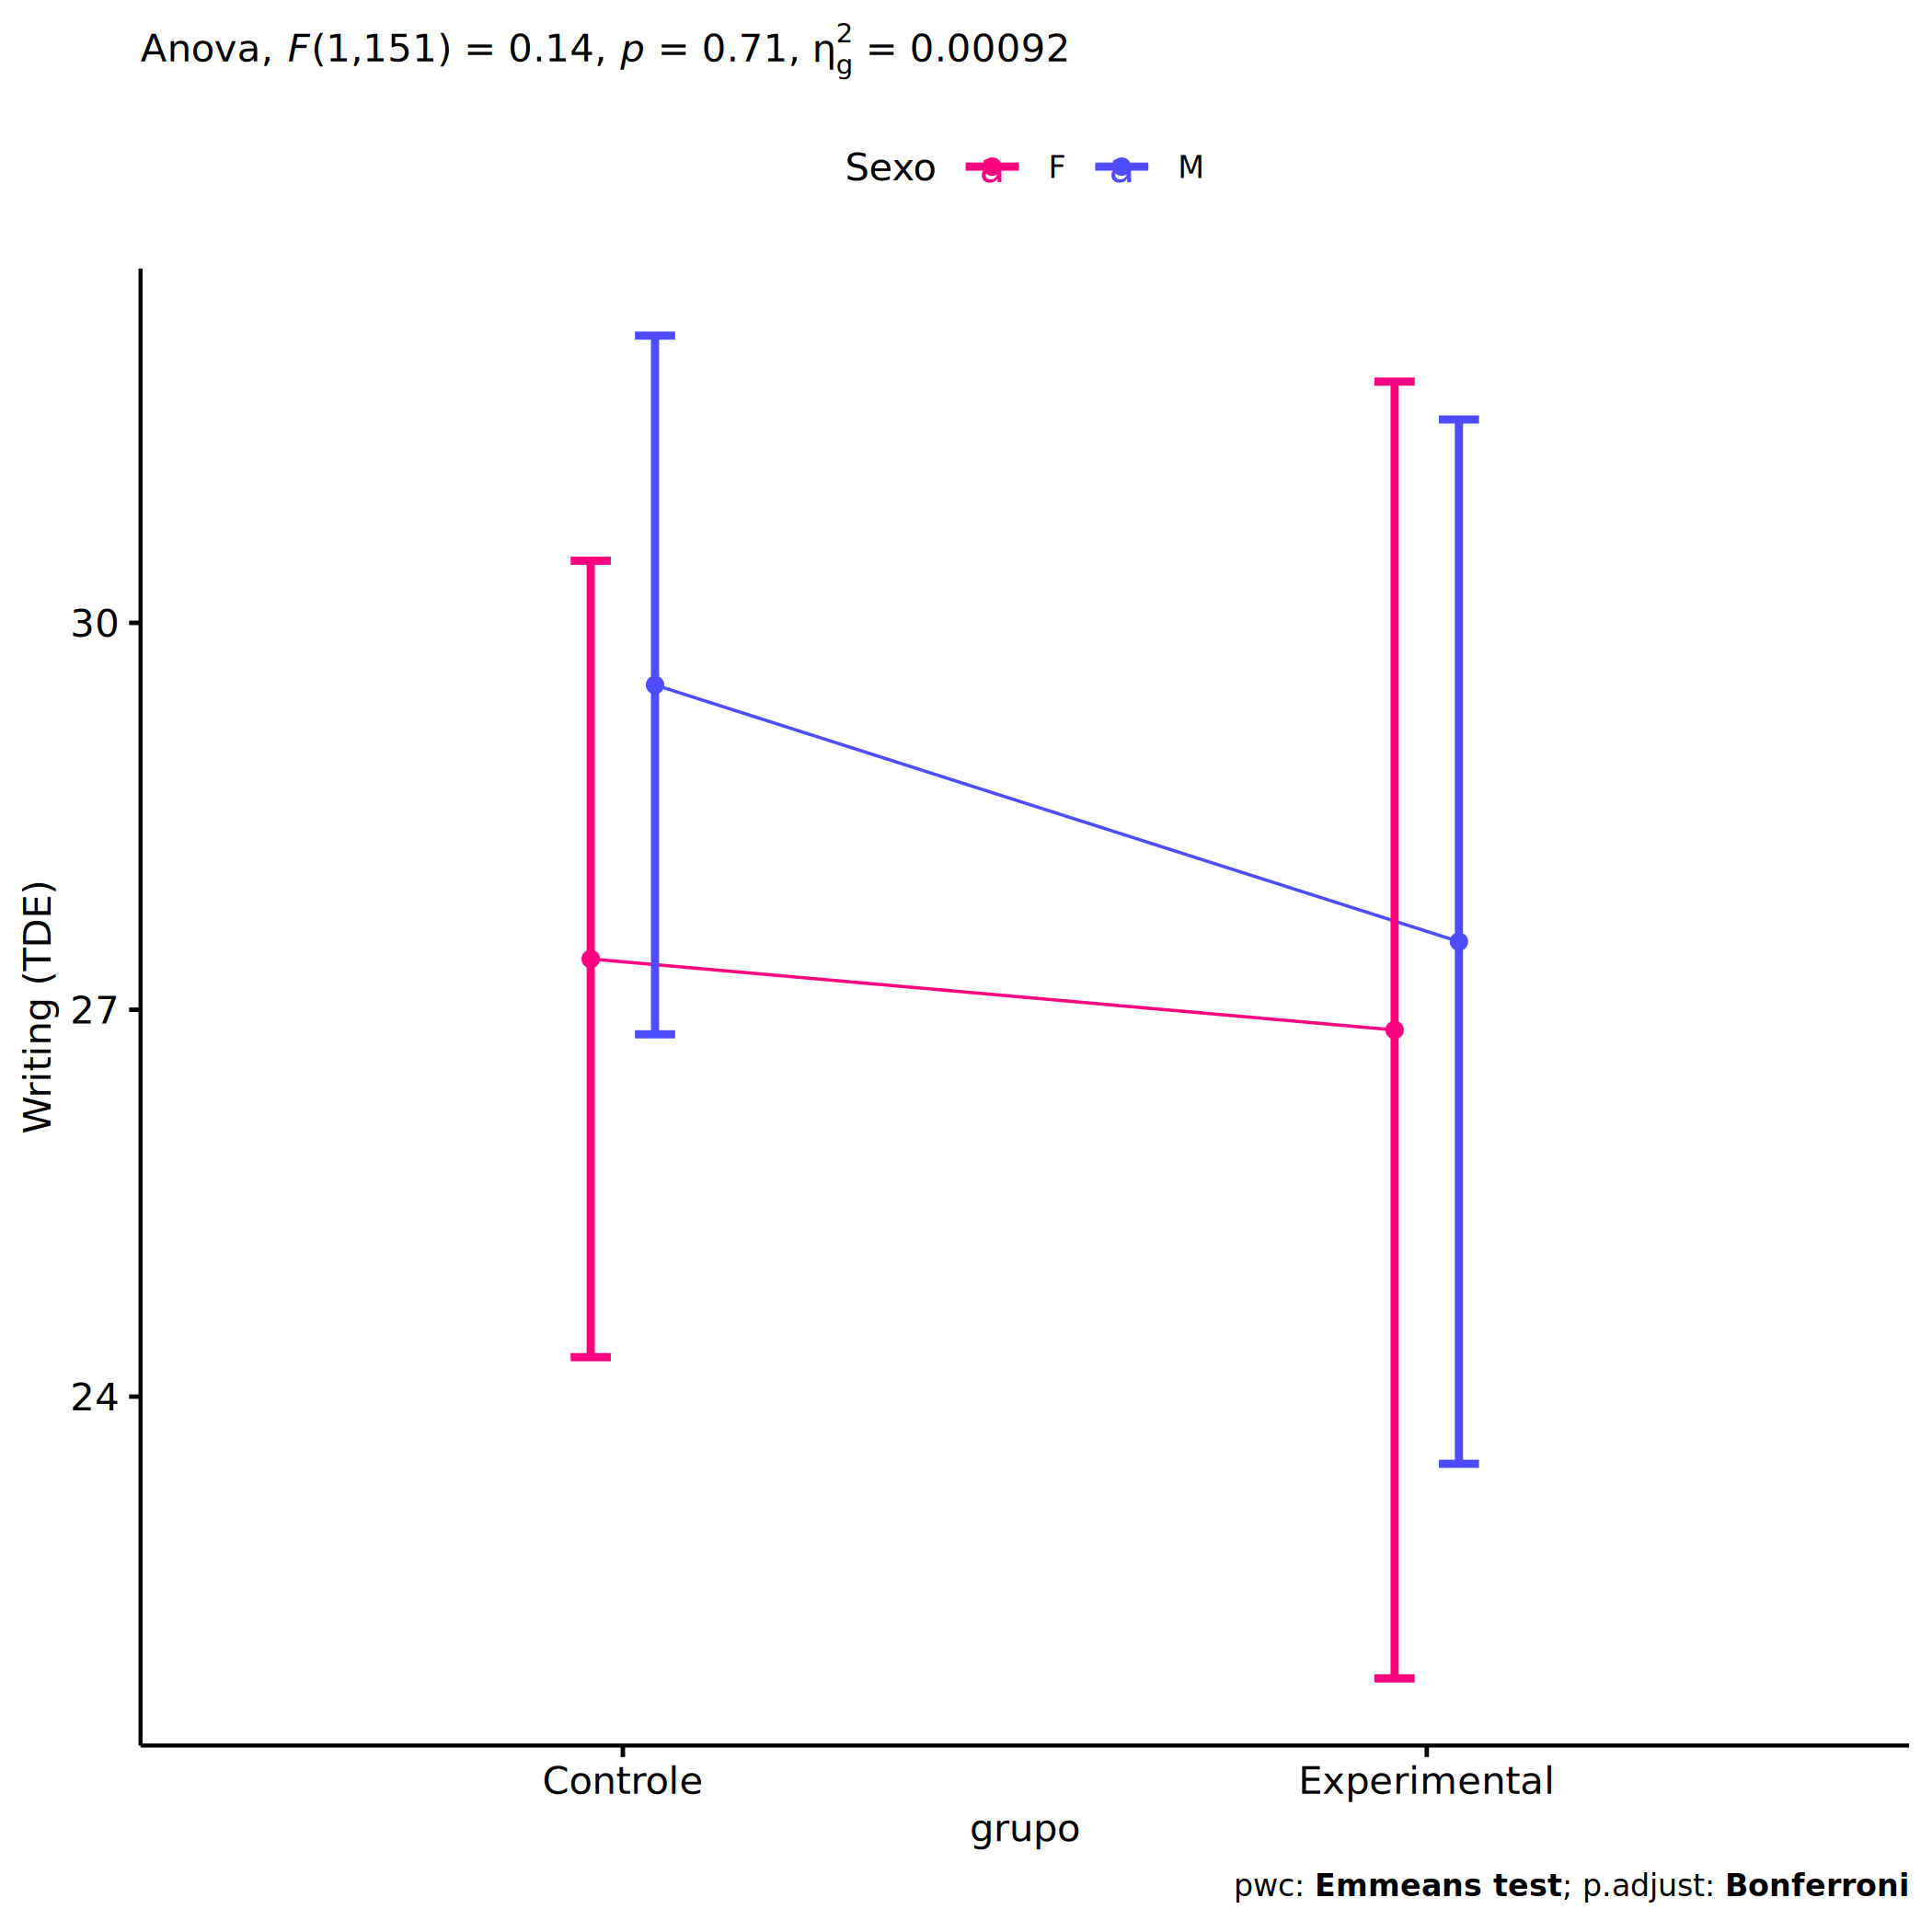 Anova, F(1,151) = 0.14, p = 0.71, η²g = 0.00092
Sexo a F a M
Writing (TDE)
30
27
24
Controle Experimental
grupo
pwc: Emmeans test; p.adjust: Bonferroni